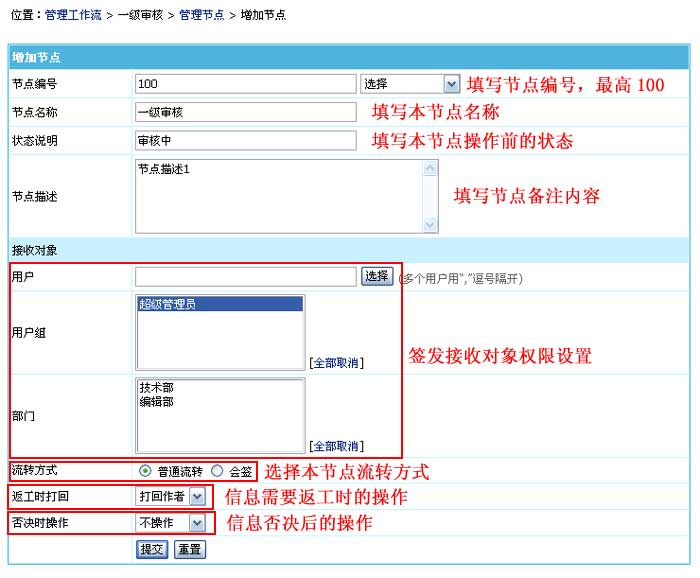 位置：管理工作流 > 一级审核 > 管理节点 > 增加节点
增加节点
节点编号 100 选择 填写节点编号，最高100
节点名称 一级审核 填写本节点名称
状态说明 审核中 填写本节点操作前的状态
节点描述 节点描述1 填写节点备注内容
接收对象
用户 选择 (多个用户用“,”逗号隔开)
用户组 超级管理员 [全部取消] 签发接收对象权限设置
部门 技术部
编辑部
[全部取消]
流转方式 普通流转 会签 选择本节点流转方式
返工时打回 打回作者 信息需要返工时的操作
否决时操作 不操作 信息否决后的操作
提交 重置